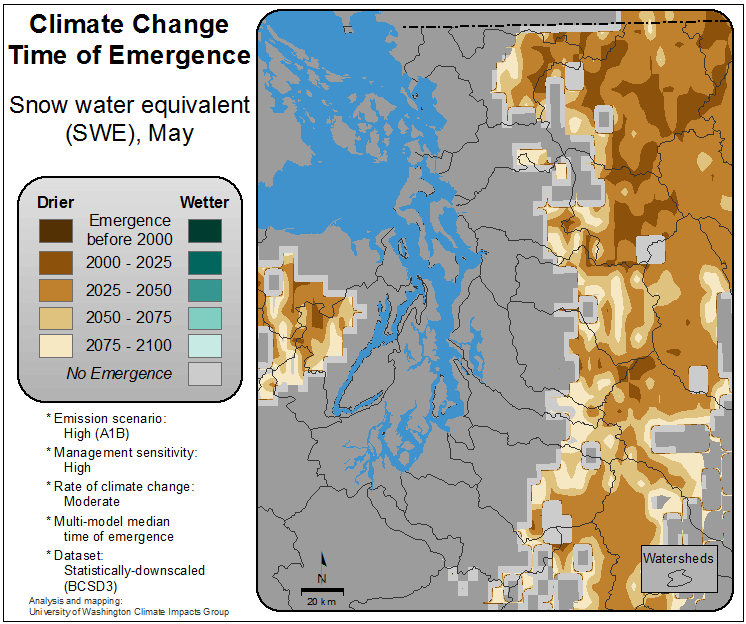 Climate Change
Time of Emergence
Snow water equivalent
(SWE), May
Drier
Wetter
Emergence
before 2000
2000 - 2025
2025 - 2050
2050 - 2075
2075 - 2100
No Emergence
* Emission scenario:
High (A1B)
* Management sensitivity:
High
* Rate of climate change:
Moderate
* Multi-model median
time of emergence
* Dataset:
Statistically-downscaled
(BCSD3)
Analysis and mapping:
University of Washington Climate Impacts Group
N
20 km
Watersheds